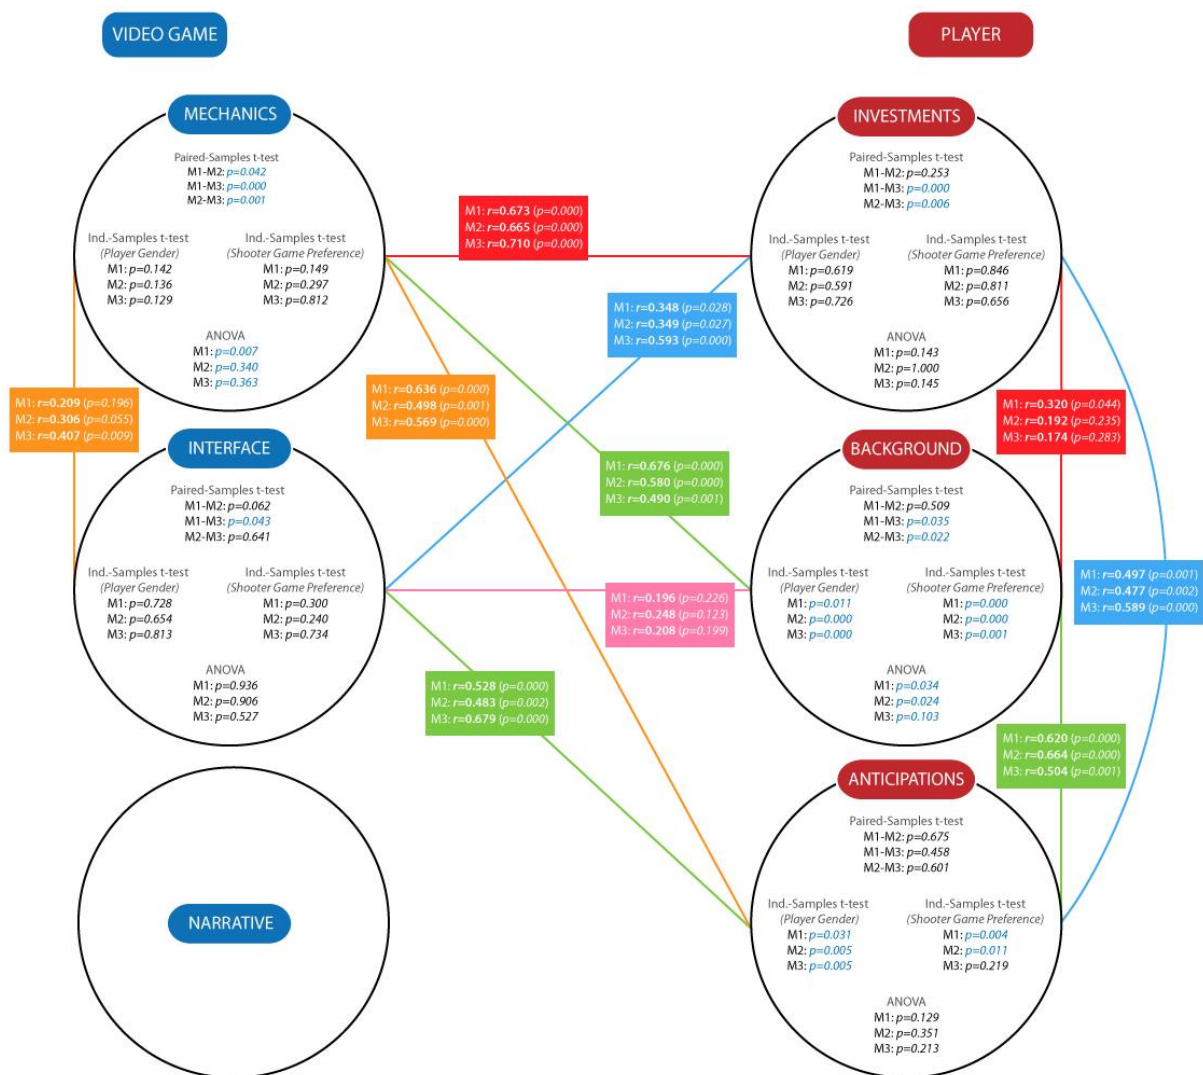 VIDEO GAME
PLAYER
MECHANICS
Paired-Samples t-test
M1-M2: p=0.042
M1-M3: p=0.000
M2-M3: p=0.001
Ind.-Samples t-test
(Player Gender)
M1: p=0.142
M2: p=0.136
M3: p=0.129
Ind.-Samples t-test
(Shooter Game Preference)
M1: p=0.149
M2: p=0.297
M3: p=0.812
ANOVA
M1: p=0.007
M2: p=0.340
M3: p=0.363
INVESTMENTS
Paired-Samples t-test
M1-M2: p=0.253
M1-M3: p=0.000
M2-M3: p=0.006
Ind.-Samples t-test
(Player Gender)
M1: p=0.619
M2: p=0.591
M3: p=0.726
Ind.-Samples t-test
(Shooter Game Preference)
M1: p=0.846
M2: p=0.811
M3: p=0.656
ANOVA
M1: p=0.143
M2: p=1.000
M3: p=0.145
M1: r=0.673 (p=0.000)
M2: r=0.665 (p=0.000)
M3: r=0.710 (p=0.000)
M1: r=0.348 (p=0.028)
M2: r=0.349 (p=0.027)
M3: r=0.593 (p=0.000)
M1: r=0.209 (p=0.196)
M2: r=0.306 (p=0.055)
M3: r=0.407 (p=0.009)
M1: r=0.636 (p=0.000)
M2: r=0.498 (p=0.001)
M3: r=0.569 (p=0.000)
M1: r=0.320 (p=0.044)
M2: r=0.192 (p=0.235)
M3: r=0.174 (p=0.283)
M1: r=0.676 (p=0.000)
M2: r=0.580 (p=0.000)
M3: r=0.490 (p=0.001)
INTERFACE
Paired-Samples t-test
M1-M2: p=0.062
M1-M3: p=0.043
M2-M3: p=0.641
Ind.-Samples t-test
(Player Gender)
M1: p=0.728
M2: p=0.654
M3: p=0.813
Ind.-Samples t-test
(Shooter Game Preference)
M1: p=0.300
M2: p=0.240
M3: p=0.734
ANOVA
M1: p=0.936
M2: p=0.906
M3: p=0.527
BACKGROUND
Paired-Samples t-test
M1-M2: p=0.509
M1-M3: p=0.035
M2-M3: p=0.022
Ind.-Samples t-test
(Player Gender)
M1: p=0.011
M2: p=0.000
M3: p=0.000
Ind.-Samples t-test
(Shooter Game Preference)
M1: p=0.000
M2: p=0.000
M3: p=0.001
ANOVA
M1: p=0.034
M2: p=0.024
M3: p=0.103
M1: r=0.497 (p=0.001)
M2: r=0.477 (p=0.002)
M3: r=0.589 (p=0.000)
M1: r=0.196 (p=0.226)
M2: r=0.248 (p=0.123)
M3: r=0.208 (p=0.199)
M1: r=0.528 (p=0.000)
M2: r=0.483 (p=0.002)
M3: r=0.679 (p=0.000)
M1: r=0.620 (p=0.000)
M2: r=0.664 (p=0.000)
M3: r=0.504 (p=0.001)
NARRATIVE
ANTICIPATIONS
Paired-Samples t-test
M1-M2: p=0.675
M1-M3: p=0.458
M2-M3: p=0.601
Ind.-Samples t-test
(Player Gender)
M1: p=0.031
M2: p=0.005
M3: p=0.005
Ind.-Samples t-test
(Shooter Game Preference)
M1: p=0.004
M2: p=0.011
M3: p=0.219
ANOVA
M1: p=0.129
M2: p=0.351
M3: p=0.213